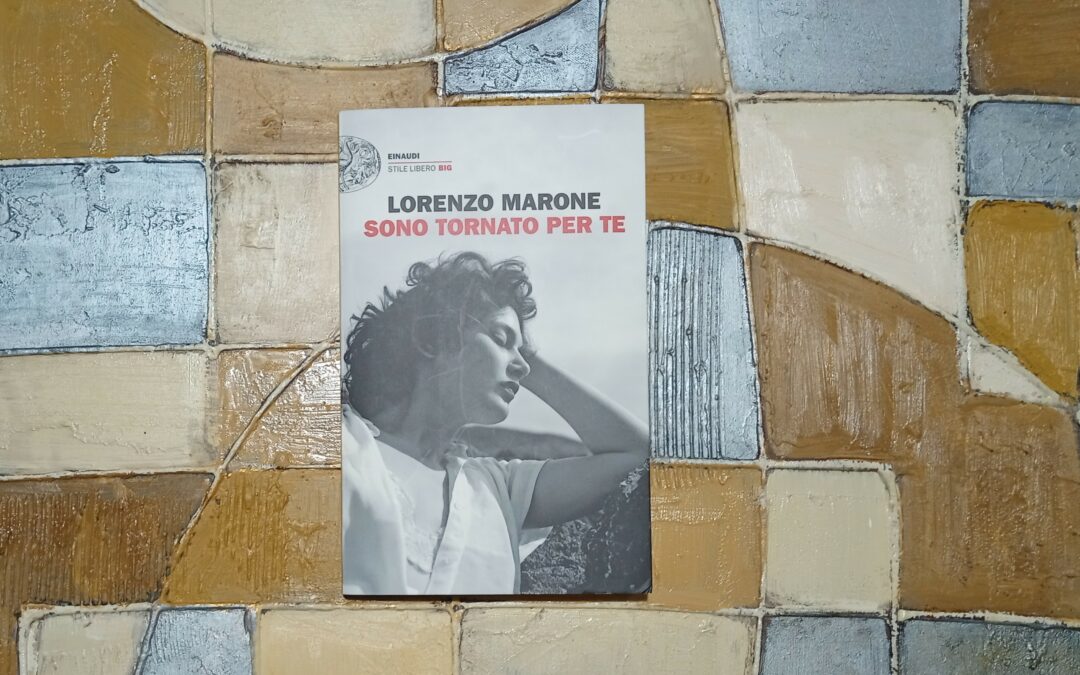 EINAUDI
STILE LIBERO BIG
LORENZO MARONE
SONO TORNATO PER TE